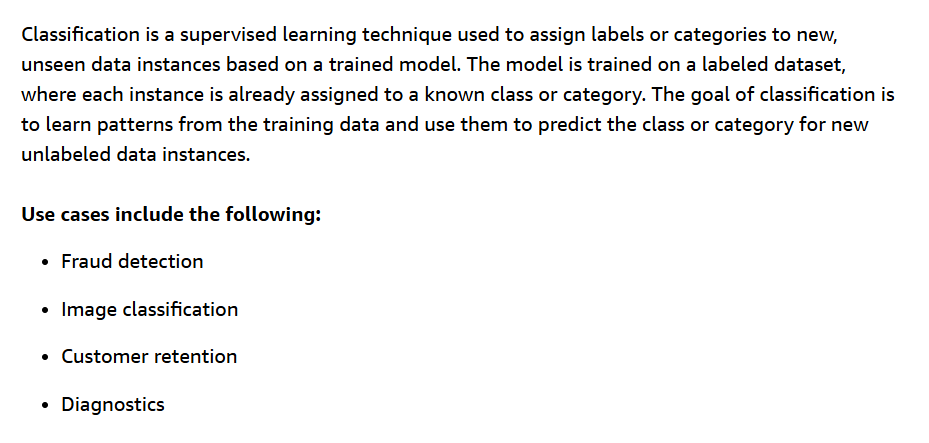 Classification is a supervised learning technique used to assign labels or categories to new,
unseen data instances based on a trained model. The model is trained on a labeled dataset,
where each instance is already assigned to a known class or category. The goal of classification is
to learn patterns from the training data and use them to predict the class or category for new
unlabeled data instances.
Use cases include the following:
• Fraud detection
• Image classification
• Customer retention
• Diagnostics